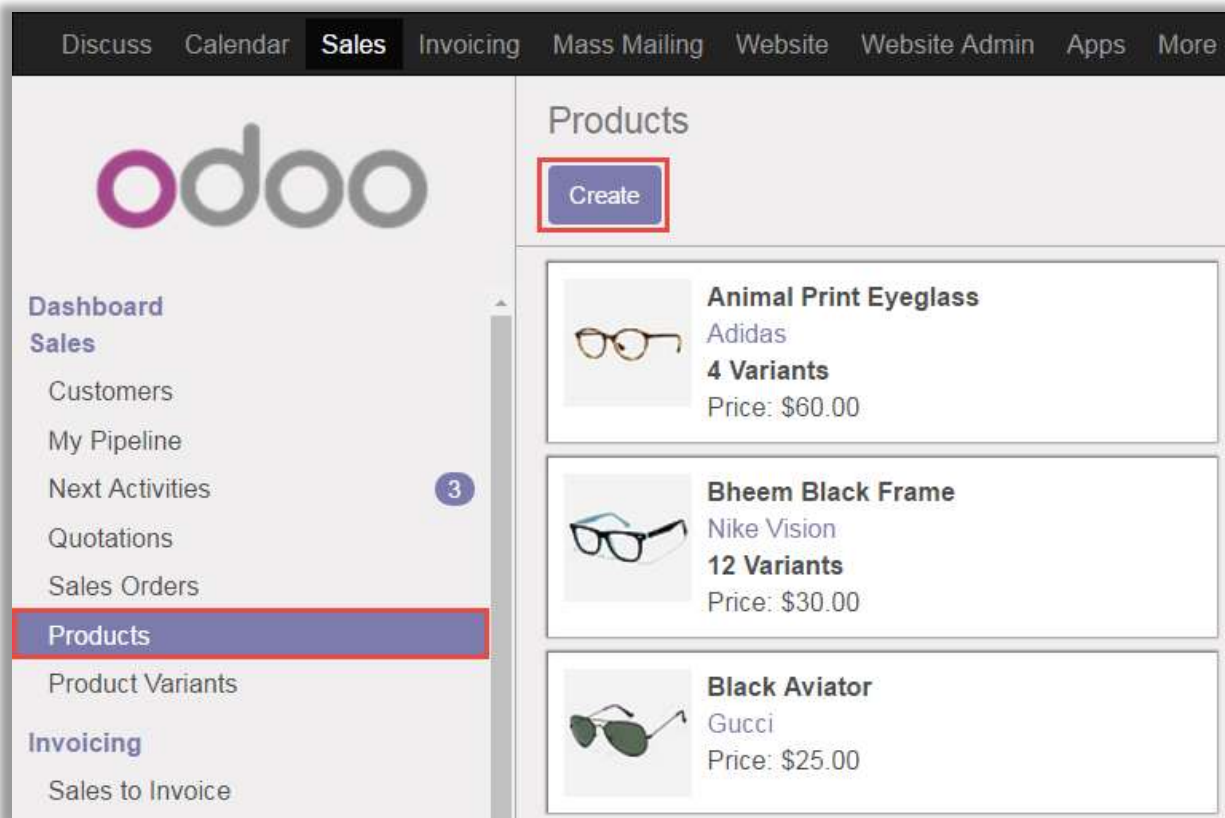 Discuss Calendar Sales Invoicing Mass Mailing Website Website Admin Apps More
odoo
Dashboard
Sales
Customers
My Pipeline
Next Activities 3
Quotations
Sales Orders
Products
Product Variants
Invoicing
Sales to Invoice
Products
Create
Animal Print Eyeglass
Adidas
4 Variants
Price: $60.00
Bheem Black Frame
Nike Vision
12 Variants
Price: $30.00
Black Aviator
Gucci
Price: $25.00